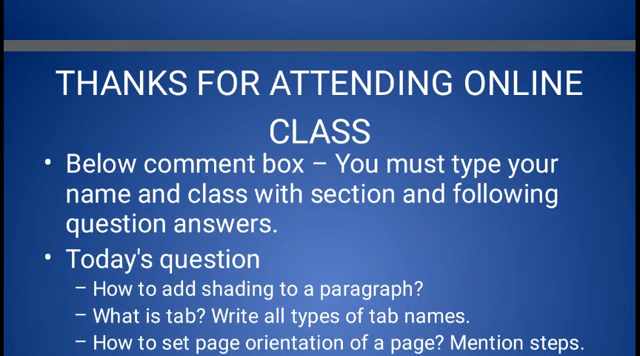 THANKS FOR ATTENDING ONLINE
CLASS
• Below comment box – You must type your
name and class with section and following
question answers.
• Today's question
– How to add shading to a paragraph?
– What is tab? Write all types of tab names.
– How to set page orientation of a page? Mention steps.